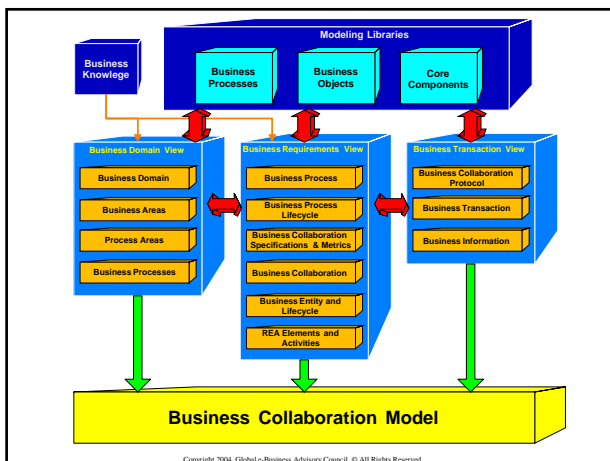 Modeling Libraries
Business
Knowlege
Business
Processes
Business
Objects
Core
Components
Business Domain View
Business Domain
Business Areas
Process Areas
Business Processes
Business Requirements View
Business Process
Business Process
Lifecycle
Business Collaboration
Specifications & Metrics
Business Collaboration
Business Entity and
Lifecycle
REA Elements and
Activities
Business Transaction View
Business Collaboration
Protocol
Business Transaction
Business Information
Business Collaboration Model
Copyright 2004, Global e-Business Advisory Council, © All Rights Reserved